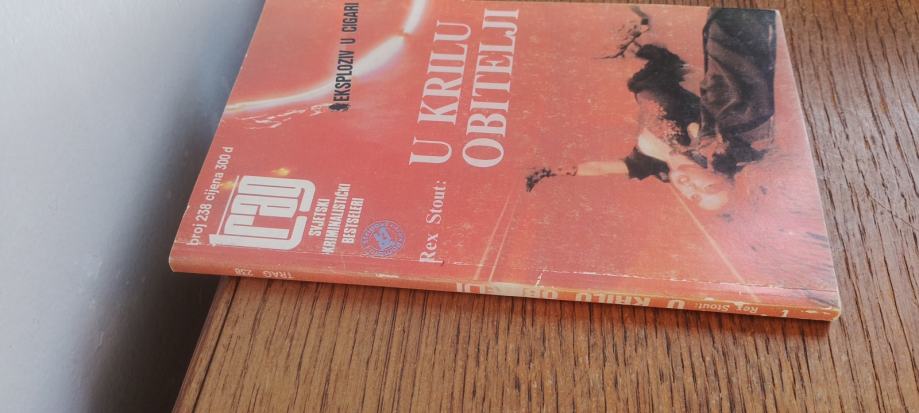 broj 238 cijena 300 d
trag
SVJETSKI
KRIMINALISTIČKI
BESTSELERI
EKSPLOZIV U CIGARI
Rex Stout:
U KRILU
OBITELJI
TRAG 238
Rex Stout: U KRILU